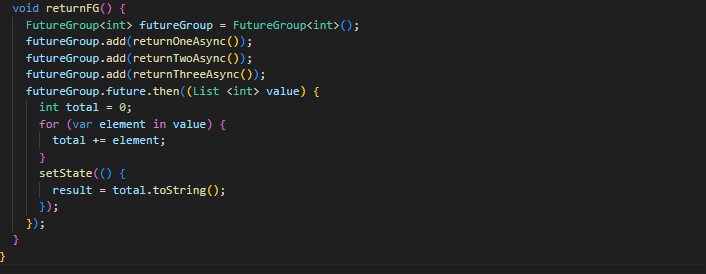 void returnFG() {
FutureGroup<int> futureGroup = FutureGroup<int>();
futureGroup.add(returnOneAsync());
futureGroup.add(returnTwoAsync());
futureGroup.add(returnThreeAsync());
futureGroup.future.then((List <int> value) {
int total = 0;
for (var element in value) {
total += element;
}
setState(() {
result = total.toString();
});
});
}
}